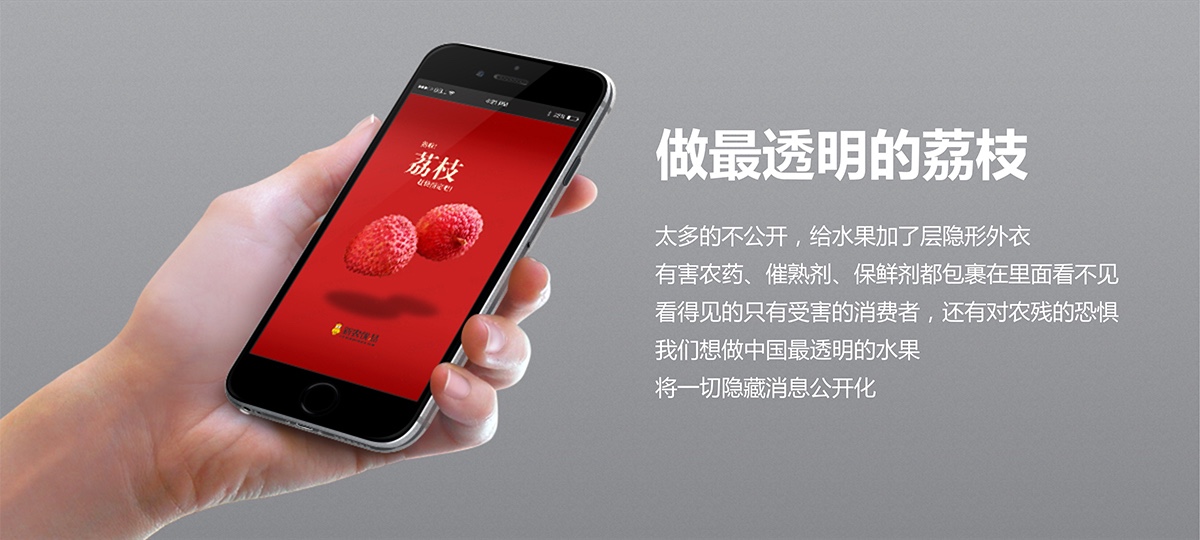 4:21 PM
22%
荔枝
做最透明的荔枝
太多的不公开，给水果加了层隐形外衣
有害农药、催熟剂、保鲜剂都包裹在里面看不见
看得见的只有受害的消费者，还有对农残的恐惧
我们想做中国最透明的水果
将一切隐藏消息公开化